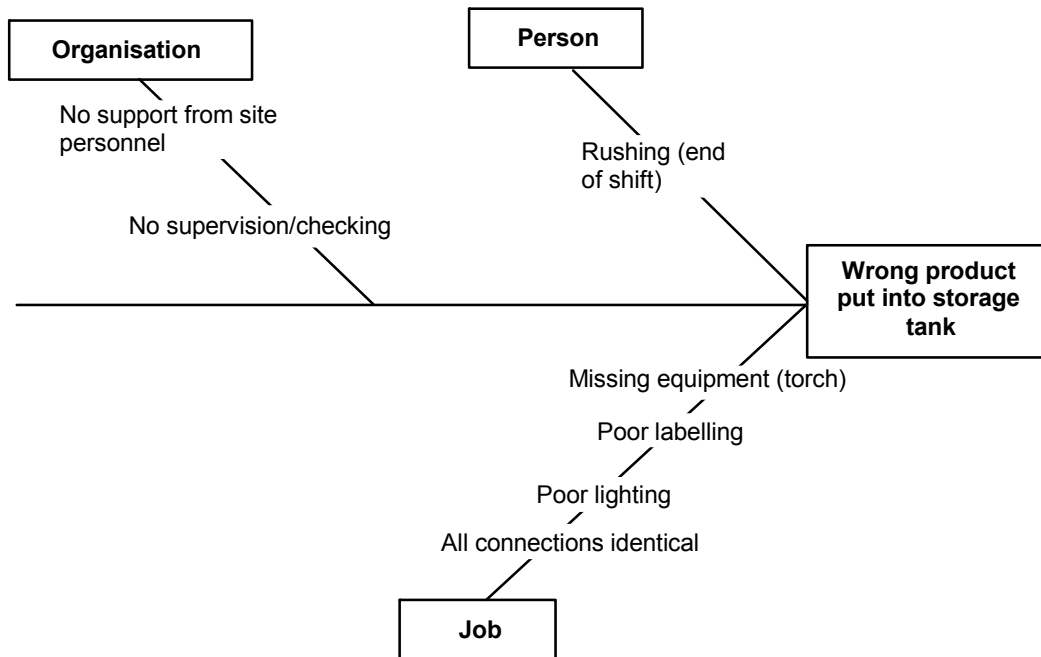 Organisation
No support from site
personnel
No supervision/checking
Person
Rushing (end
of shift)
Wrong product
put into storage
tank
Missing equipment (torch)
Poor labelling
Poor lighting
All connections identical
Job